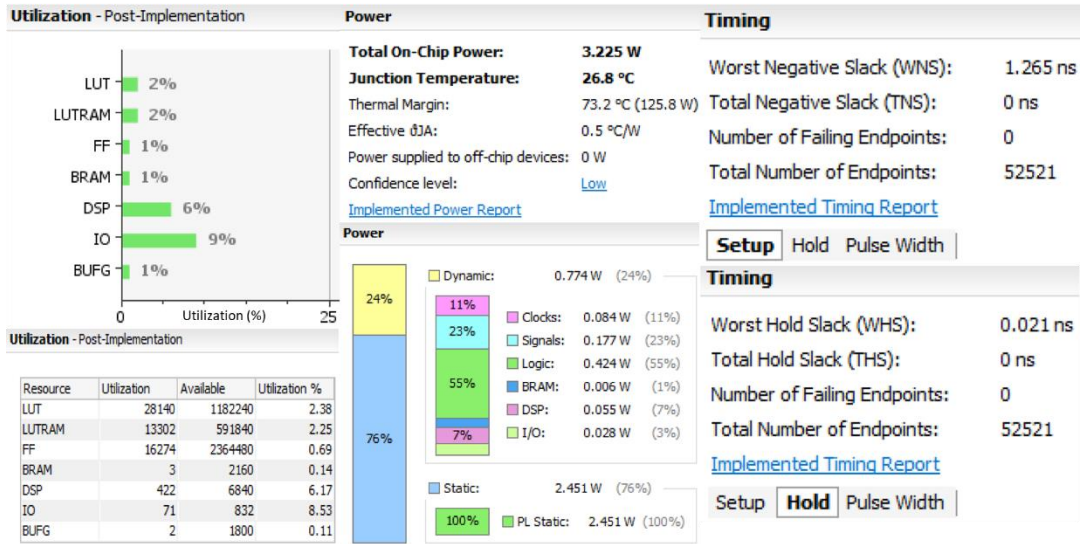 Utilization - Post-Implementation
LUT 2%
LUTRAM 2%
FF 1%
BRAM 1%
DSP 6%
IO 9%
BUFG 1%
0 Utilization (%) 25
Utilization - Post-Implementation
Resource Utilization Available Utilization %
LUT 28140 1182240 2.38
LUTRAM 13302 591840 2.25
FF 16274 2364480 0.69
BRAM 3 2160 0.14
DSP 422 6840 6.17
IO 71 832 8.53
BUFG 2 1800 0.11
Power
Total On-Chip Power: 3.225 W
Junction Temperature: 26.8 °C
Thermal Margin: 73.2 °C (125.8 W)
Effective ϑJA: 0.5 °C/W
Power supplied to off-chip devices: 0 W
Confidence level: Low
Implemented Power Report
Power
24%
76%
Dynamic: 0.774 W (24%)
11%
23%
55%
7%
Clocks: 0.084 W (11%)
Signals: 0.177 W (23%)
Logic: 0.424 W (55%)
BRAM: 0.006 W (1%)
DSP: 0.055 W (7%)
I/O: 0.028 W (3%)
Static: 2.451 W (76%)
100% PL Static: 2.451 W (100%)
Timing
Worst Negative Slack (WNS): 1.265 ns
Total Negative Slack (TNS): 0 ns
Number of Failing Endpoints: 0
Total Number of Endpoints: 52521
Implemented Timing Report
Setup Hold Pulse Width
Timing
Worst Hold Slack (WHS): 0.021 ns
Total Hold Slack (THS): 0 ns
Number of Failing Endpoints: 0
Total Number of Endpoints: 52521
Implemented Timing Report
Setup Hold Pulse Width